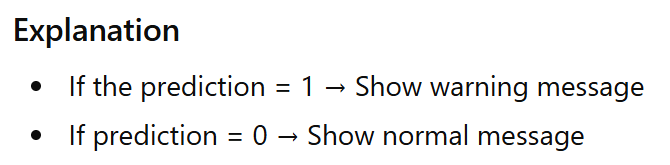 Explanation
• If the prediction = 1 → Show warning message
• If prediction = 0 → Show normal message